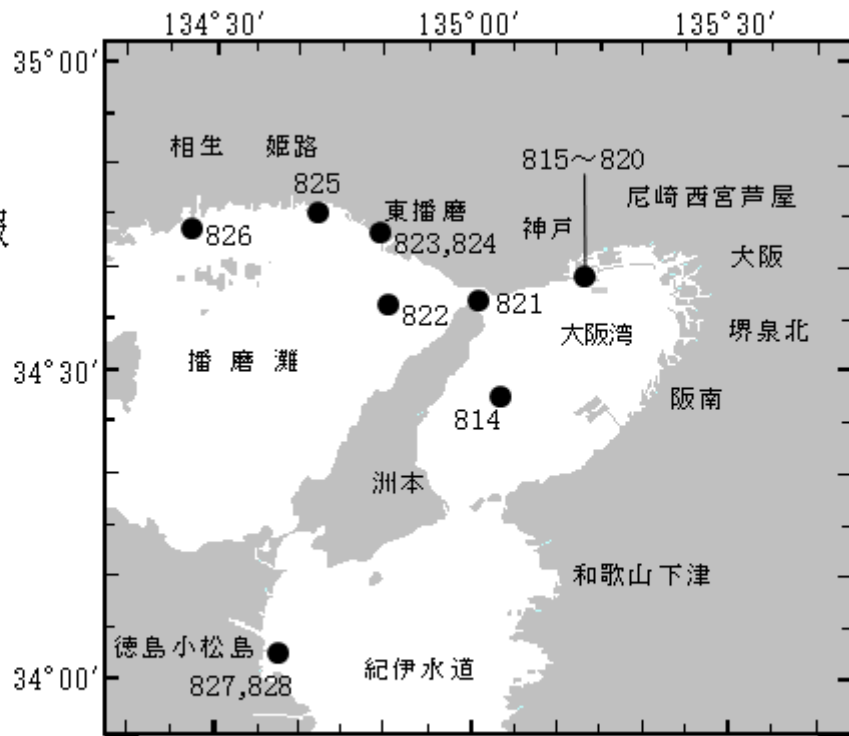 134°30′ 135°00′ 135°30′
35°00′
相生 姫路
815～820
825
尼崎西宮芦屋
東播磨
神戸
826
823,824
大阪
822
821
大阪湾
堺泉北
播磨灘
34°30′
阪南
814
洲本
和歌山下津
徳島小松島
紀伊水道
34°00′
827,828